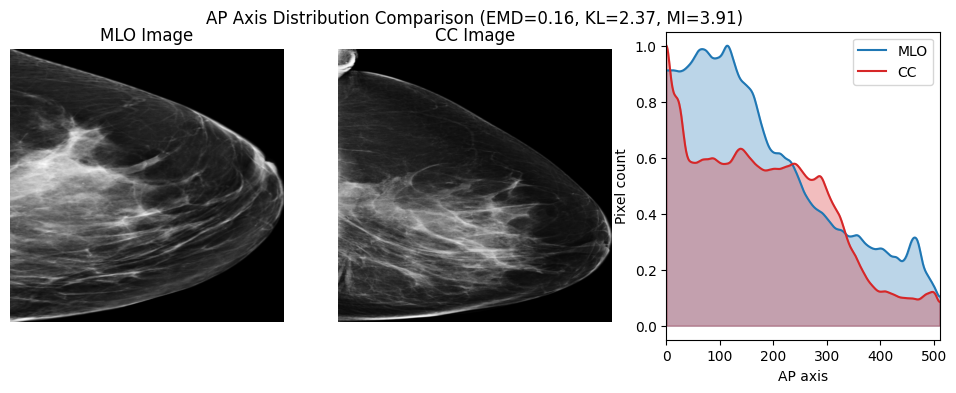 AP Axis Distribution Comparison (EMD=0.16, KL=2.37, MI=3.91)
MLO Image
CC Image
MLO
CC
Pixel count
1.0
0.8
0.6
0.4
0.2
0.0
0 100 200 300 400 500
AP axis